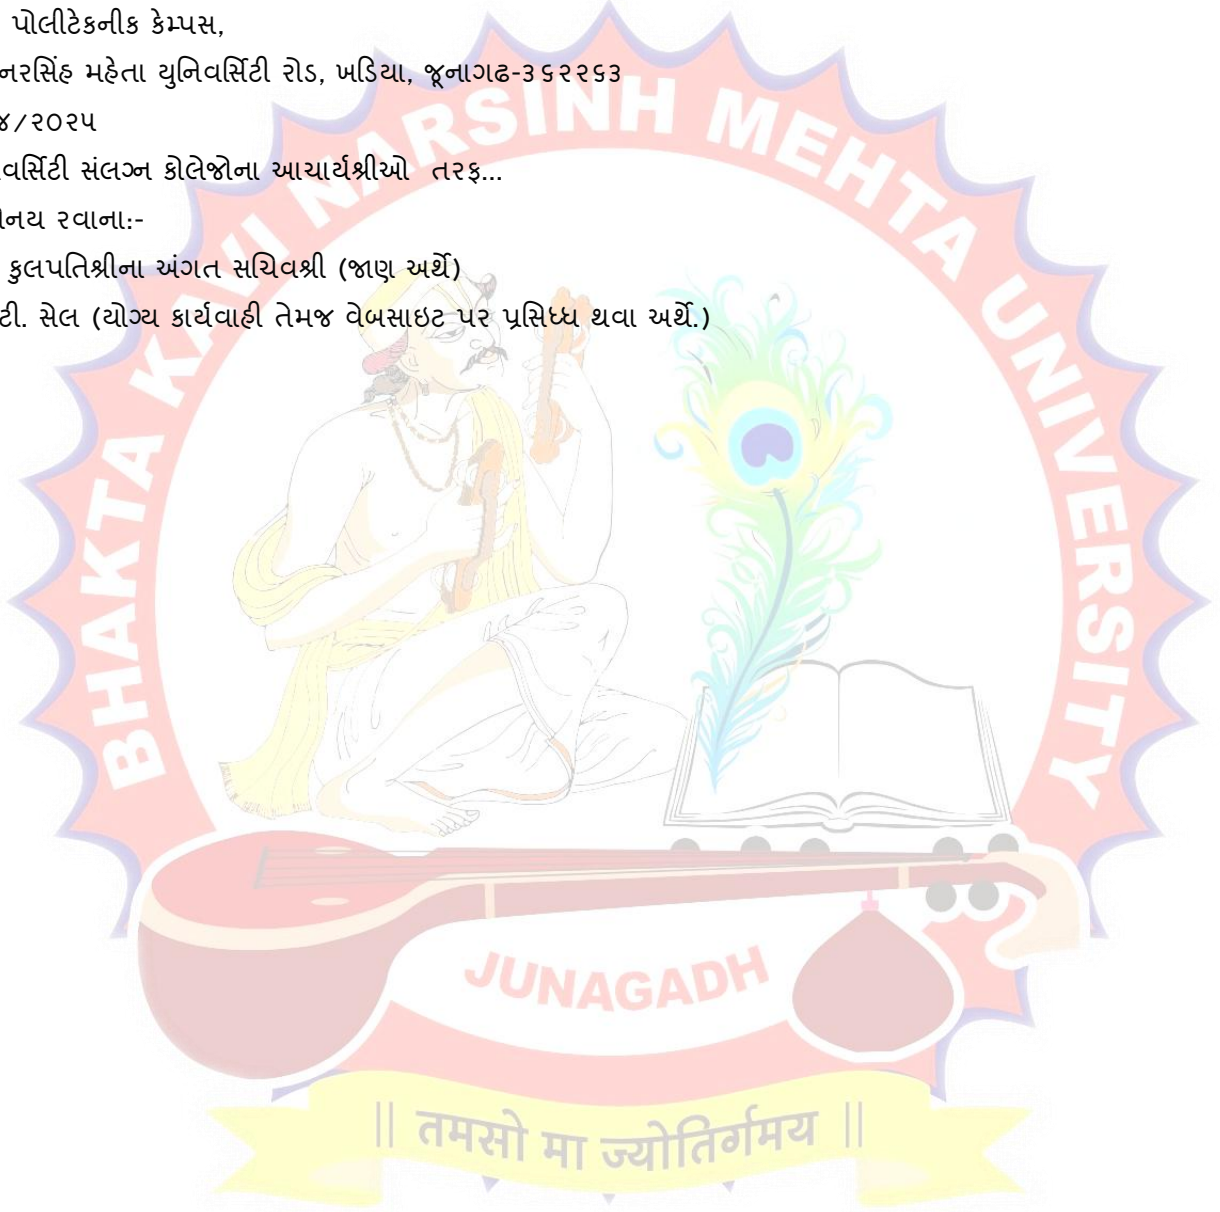 પોલીટેકનીક કેમ્પસ,
નરસિંહ મહેતા યુનિવર્સિટી રોડ, ખડિયા, જૂનાગઢ-૩૬૨૨૬૩
૪/૨૦૨૫
વર્સિટી સંલગ્ન કોલેજોના આચાર્યશ્રીઓ તરફ...
નય રવાના:-
કુલપતિશ્રીના અંગત સચિવશ્રી (જાણ અર્થે)
ટી. સેલ (યોગ્ય કાર્યવાહી તેમજ વેબસાઇટ પર પ્રસિધ્ધ થવા અર્થે.)
BHAKTA KAVI NARSINH MEHTA UNIVERSITY
JUNAGADH
|| तमसो मा ज्योतिर्गमय ||